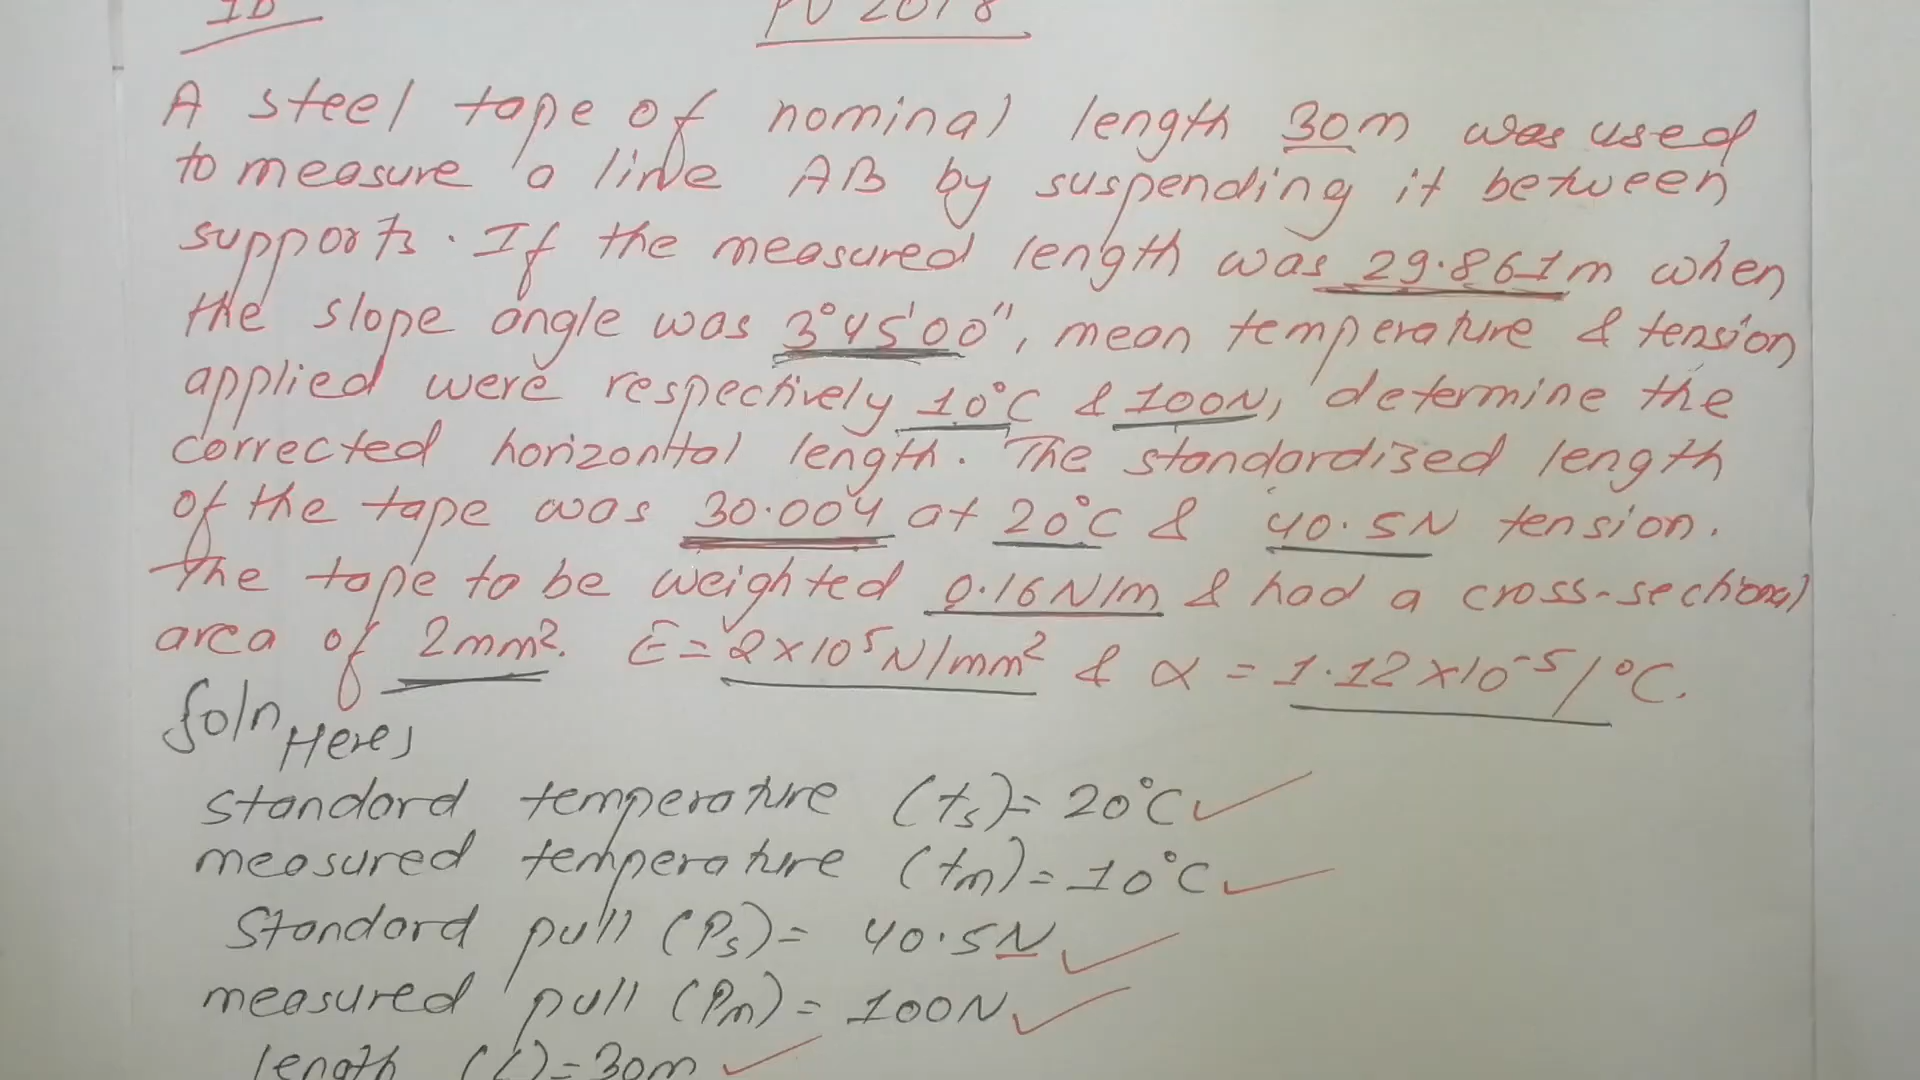 1D
PU 2018
A steel tape of nominal length 30m was used
to measure a line AB by suspending it between
supports. If the measured length was 29.861m when
the slope angle was 3°45'00", mean temperature & tension
applied were respectively 10°C & 100N, determine the
corrected horizontal length. The standardized length
of the tape was 30.004 at 20°C & 40.5N tension.
The tape to be weighted 0.16N/m & had a cross-sectional
area of 2mm². E = 2×10⁵N/mm² & α = 1.12×10⁻⁵/°C.
Soln Here,
standard temperature (ts) = 20°C
measured temperature (tm) = 10°C
Standard pull (Ps) = 40.5N
measured pull (Pm) = 100N
length (L) = 30m